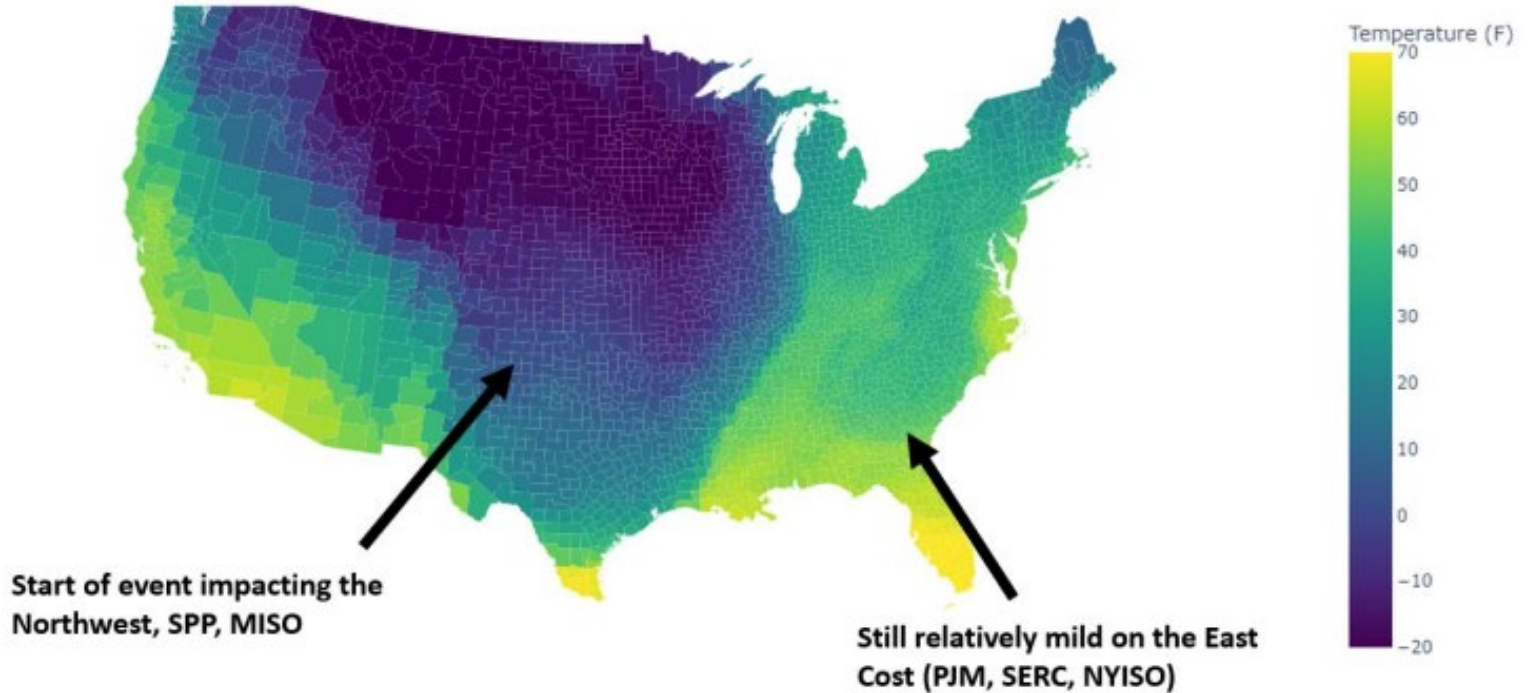 Temperature (F)
70
60
50
40
30
20
10
0
−10
−20
Start of event impacting the
Northwest, SPP, MISO
Still relatively mild on the East
Cost (PJM, SERC, NYISO)